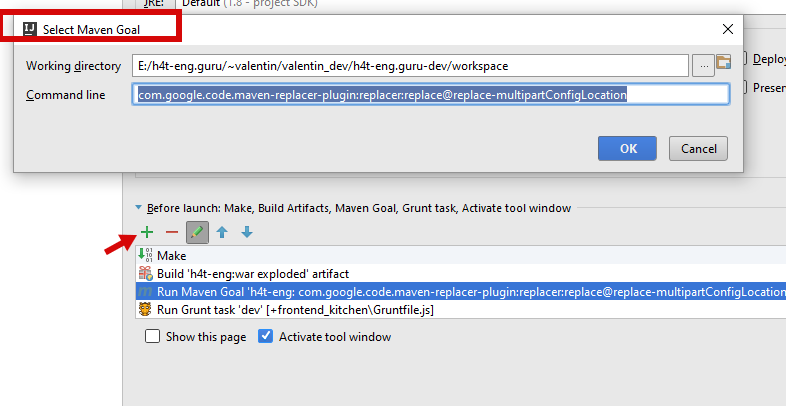 JRE: Default (1.8 - project SDK)
IJ Select Maven Goal
Working directory E:/h4t-eng.guru/~valentin/valentin_dev/h4t-eng.guru-dev/workspace ...
Command line com.google.code.maven-replacer-plugin:replacer:replace@replace-multipartConfigLocation
Deploy
Presen
OK Cancel
Before launch: Make, Build Artifacts, Maven Goal, Grunt task, Activate tool window
Make
Build 'h4t-eng:war exploded' artifact
Run Maven Goal 'h4t-eng: com.google.code.maven-replacer-plugin:replacer:replace@replace-multipartConfigLocation
Run Grunt task 'dev' [+frontend_kitchen\Gruntfile.js]
Show this page Activate tool window